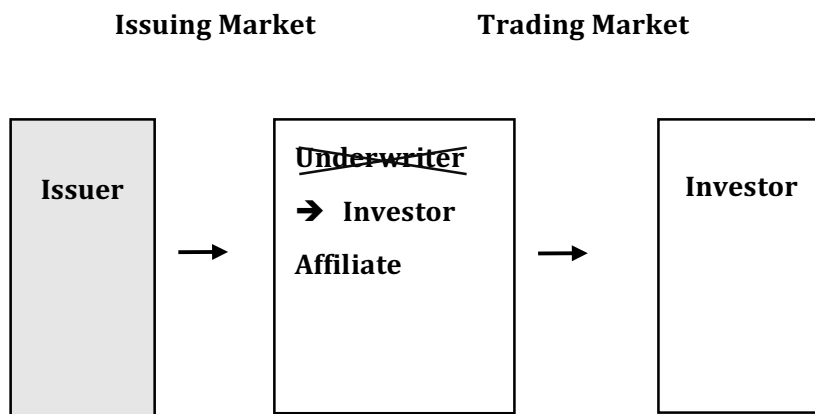 Issuing Market
Trading Market
Issuer
Underwriter
➔ Investor
Affiliate
Investor